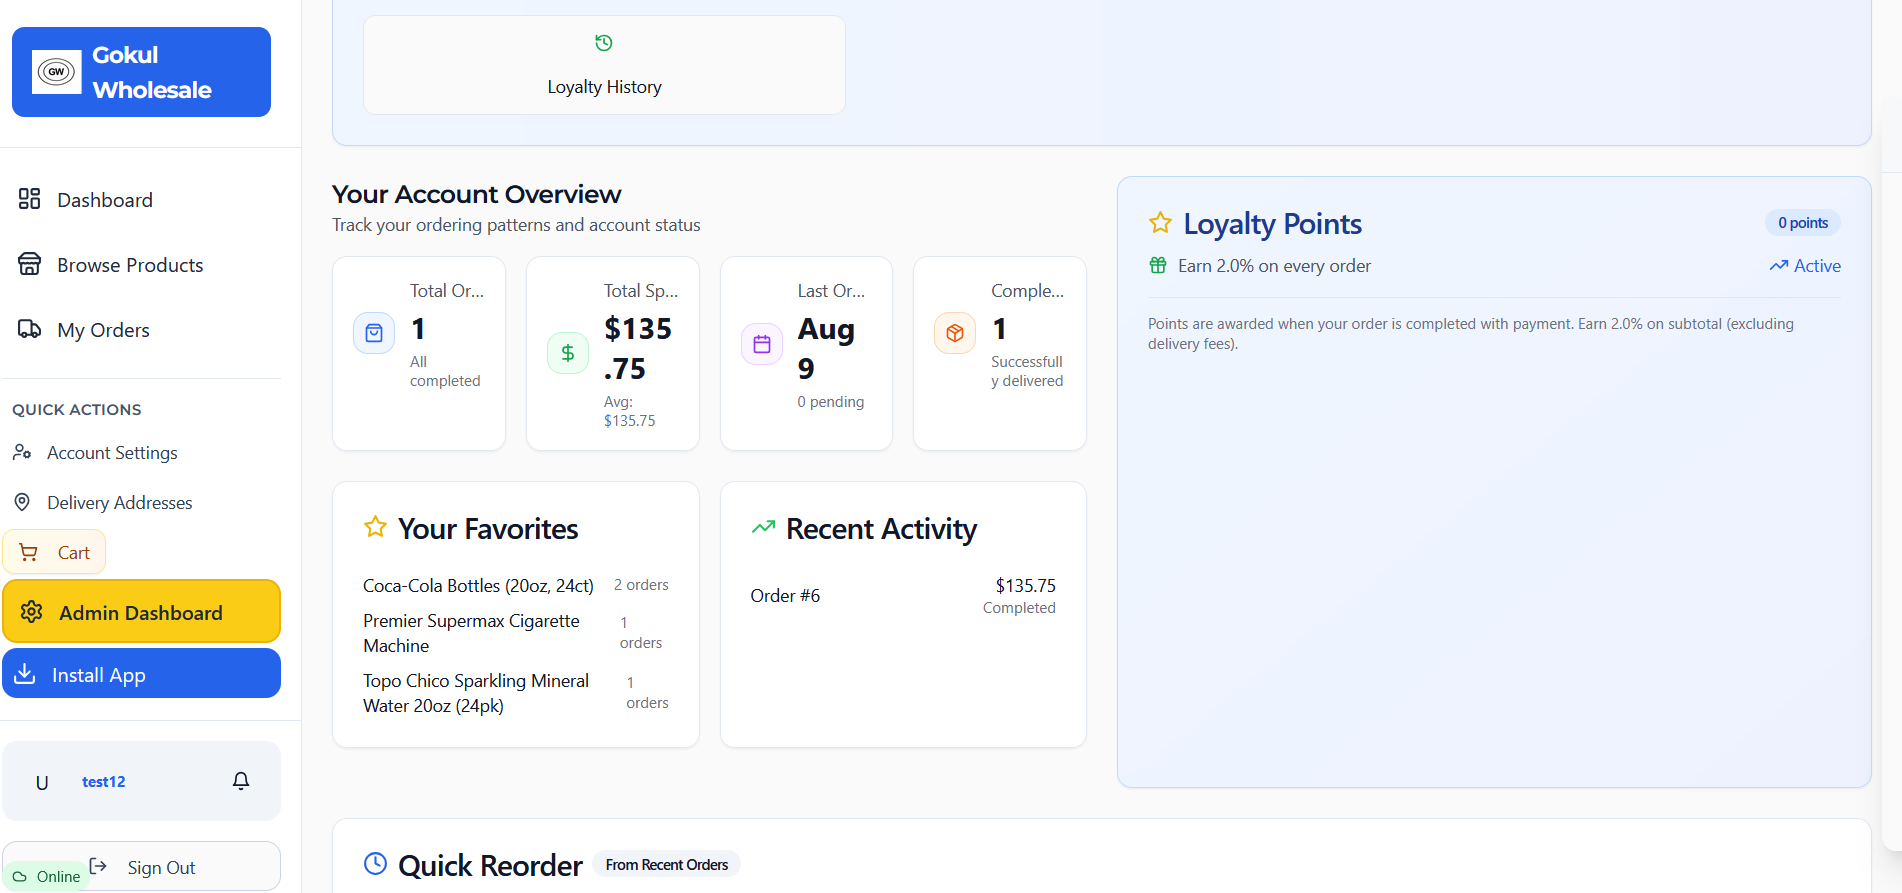 GW
Gokul
Wholesale
Dashboard
Browse Products
My Orders
QUICK ACTIONS
Account Settings
Delivery Addresses
Cart
Admin Dashboard
Install App
U
test12
Sign Out
Online
Loyalty History
Your Account Overview
Track your ordering patterns and account status
Total Or...
1
All
completed
Total Sp...
$135
.75
Avg:
$135.75
Last Or...
Aug
9
0 pending
Comple...
1
Successfull
y delivered
Loyalty Points
0 points
Earn 2.0% on every order
Active
Points are awarded when your order is completed with payment. Earn 2.0% on subtotal (excluding
delivery fees).
Your Favorites
Coca-Cola Bottles (20oz, 24ct)
2 orders
Premier Supermax Cigarette
Machine
1
orders
Topo Chico Sparkling Mineral
Water 20oz (24pk)
1
orders
Recent Activity
Order #6
$135.75
Completed
Quick Reorder
From Recent Orders